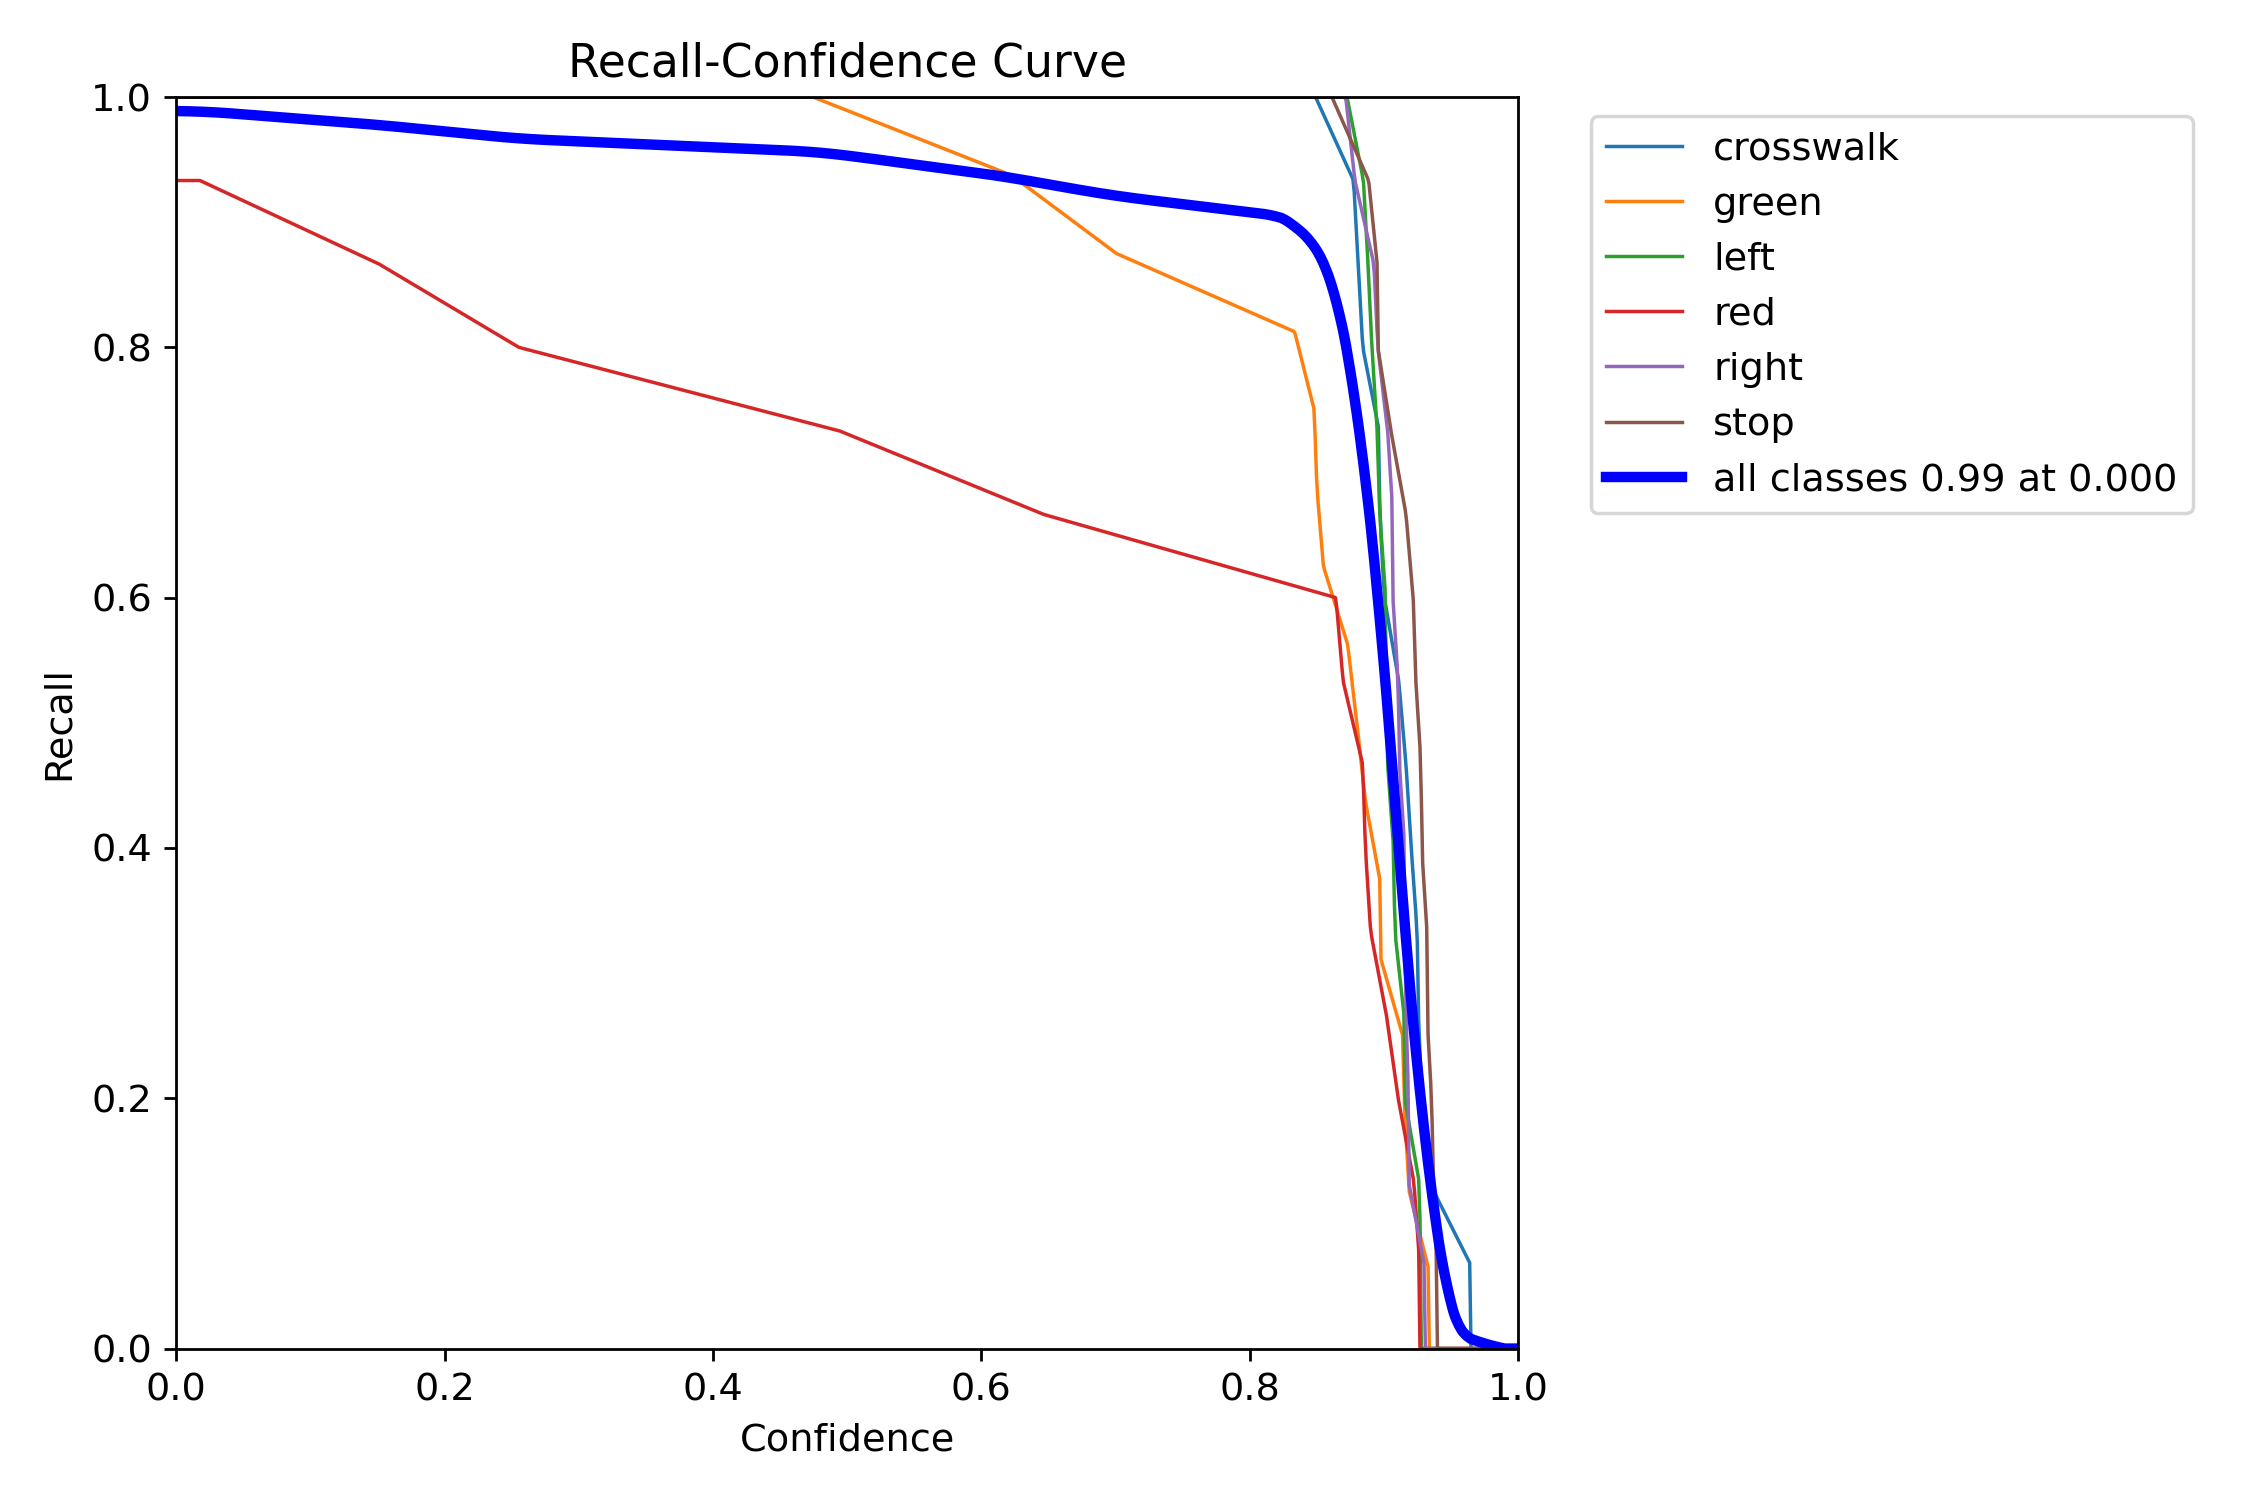 Recall-Confidence Curve
1.0
0.8
0.6
0.4
0.2
0.0
Recall
0.0 0.2 0.4 0.6 0.8 1.0
Confidence
crosswalk
green
left
red
right
stop
all classes 0.99 at 0.000